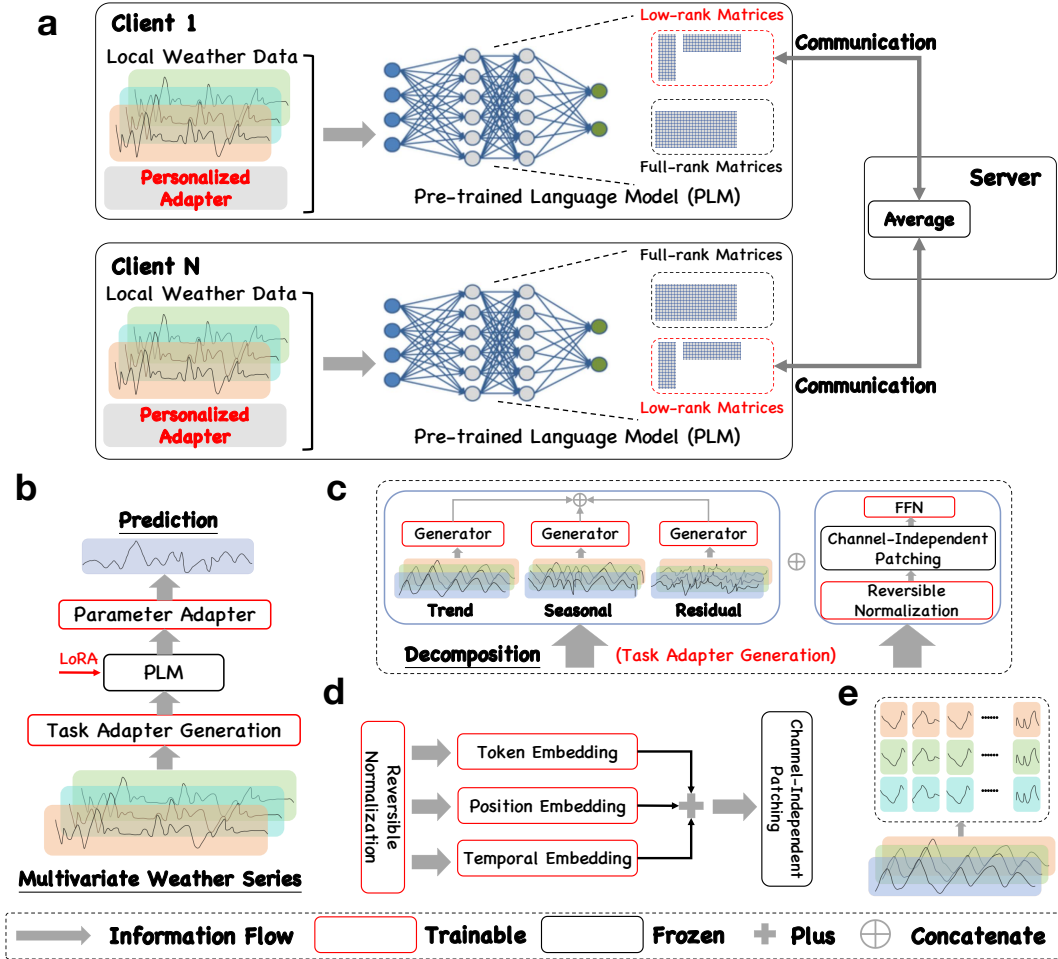 a
Client 1
Local Weather Data
Personalized
Adapter
Low-rank Matrices
Full-rank Matrices
Pre-trained Language Model (PLM)
Communication
Server
Average
Client N
Local Weather Data
Personalized
Adapter
Full-rank Matrices
Low-rank Matrices
Pre-trained Language Model (PLM)
Communication
b
Prediction
Parameter Adapter
LoRA
PLM
Task Adapter Generation
Multivariate Weather Series
c
Generator
Generator
Generator
Trend
Seasonal
Residual
FFN
Channel-Independent
Patching
Reversible
Normalization
Decomposition
(Task Adapter Generation)
d
Reversible
Normalization
Token Embedding
Position Embedding
Temporal Embedding
Channel-Independent
Patching
e
Information Flow
Trainable
Frozen
Plus
Concatenate